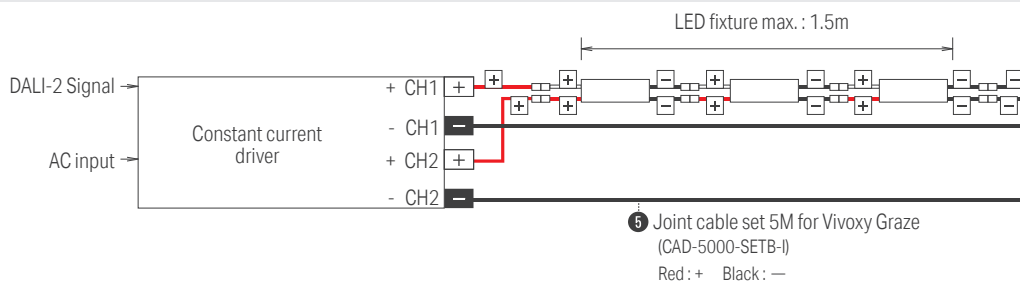 LED fixture max. : 1.5m
DALI-2 Signal
+ CH1 +
+ + − + − + − −
+ + − + − + − −
Constant current
driver
- CH1 −
AC input
+ CH2 +
- CH2 −
5 Joint cable set 5M for Vivoxy Graze
(CAD-5000-SETB-I)
Red : + Black : —